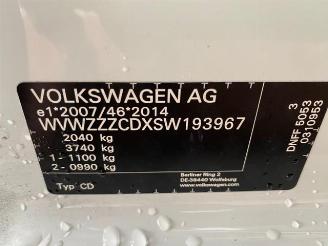 VOLKSWAGEN AG
e1*2007/46*2014
WVWZZZCDXSW193967
2040 kg
3740 kg
1 - 1100 kg
2 - 0990 kg
Typ CD
Berliner Ring 2
DE-38440 Wolfsburg
www.volkswagen.com
3
DNFF 5053
0310953